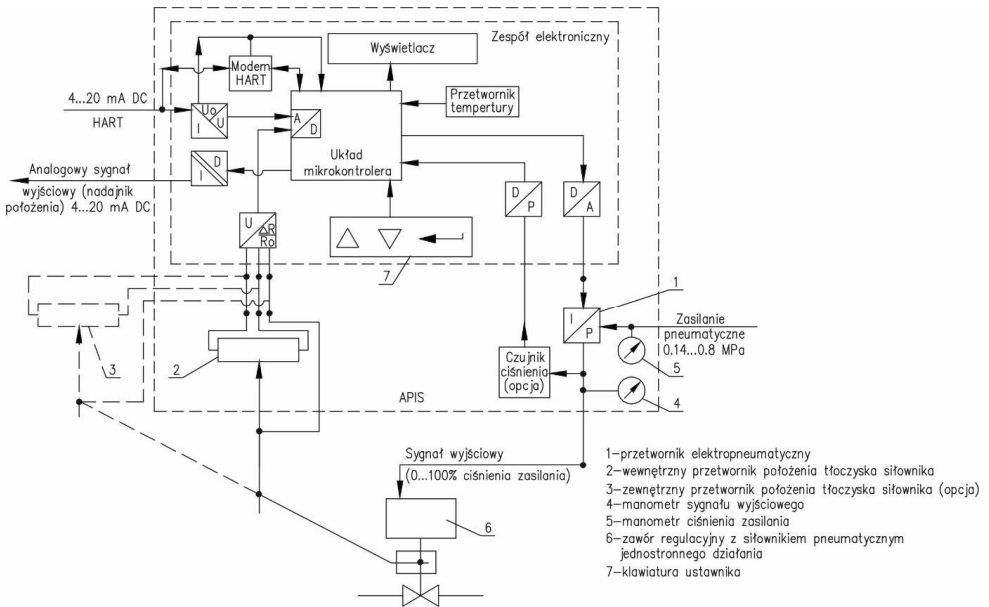 Zespół elektroniczny
Wyświetlacz
Modem
HART
Przetwornik
tempertury
4...20 mA DC
HART
Uo
I
U
A
D
Układ
mikrokontrolera
Analogowy sygnał
wyjściowy (nadajnik
położenia) 4...20 mA DC
D
I
D
P
D
A
U
ΔR
Ro
7
1
I
P
Zasilanie
pneumatyczne
0.14...0.8 MPa
3
2
Czujnik
ciśnienia
(opcja)
5
APIS
4
Sygnał wyjściowy
(0...100% ciśnienia zasilania)
6
1-przetwornik elektropneumatyczny
2-wewnętrzny przetwornik położenia tłoczyska siłownika
3-zewnętrzny przetwornik położenia tłoczyska siłownika (opcja)
4-manometr sygnału wyjściowego
5-manometr ciśnienia zasilania
6-zawór regulacyjny z siłownikiem pneumatycznym
jednostronnego działania
7-klawiatura ustawnika